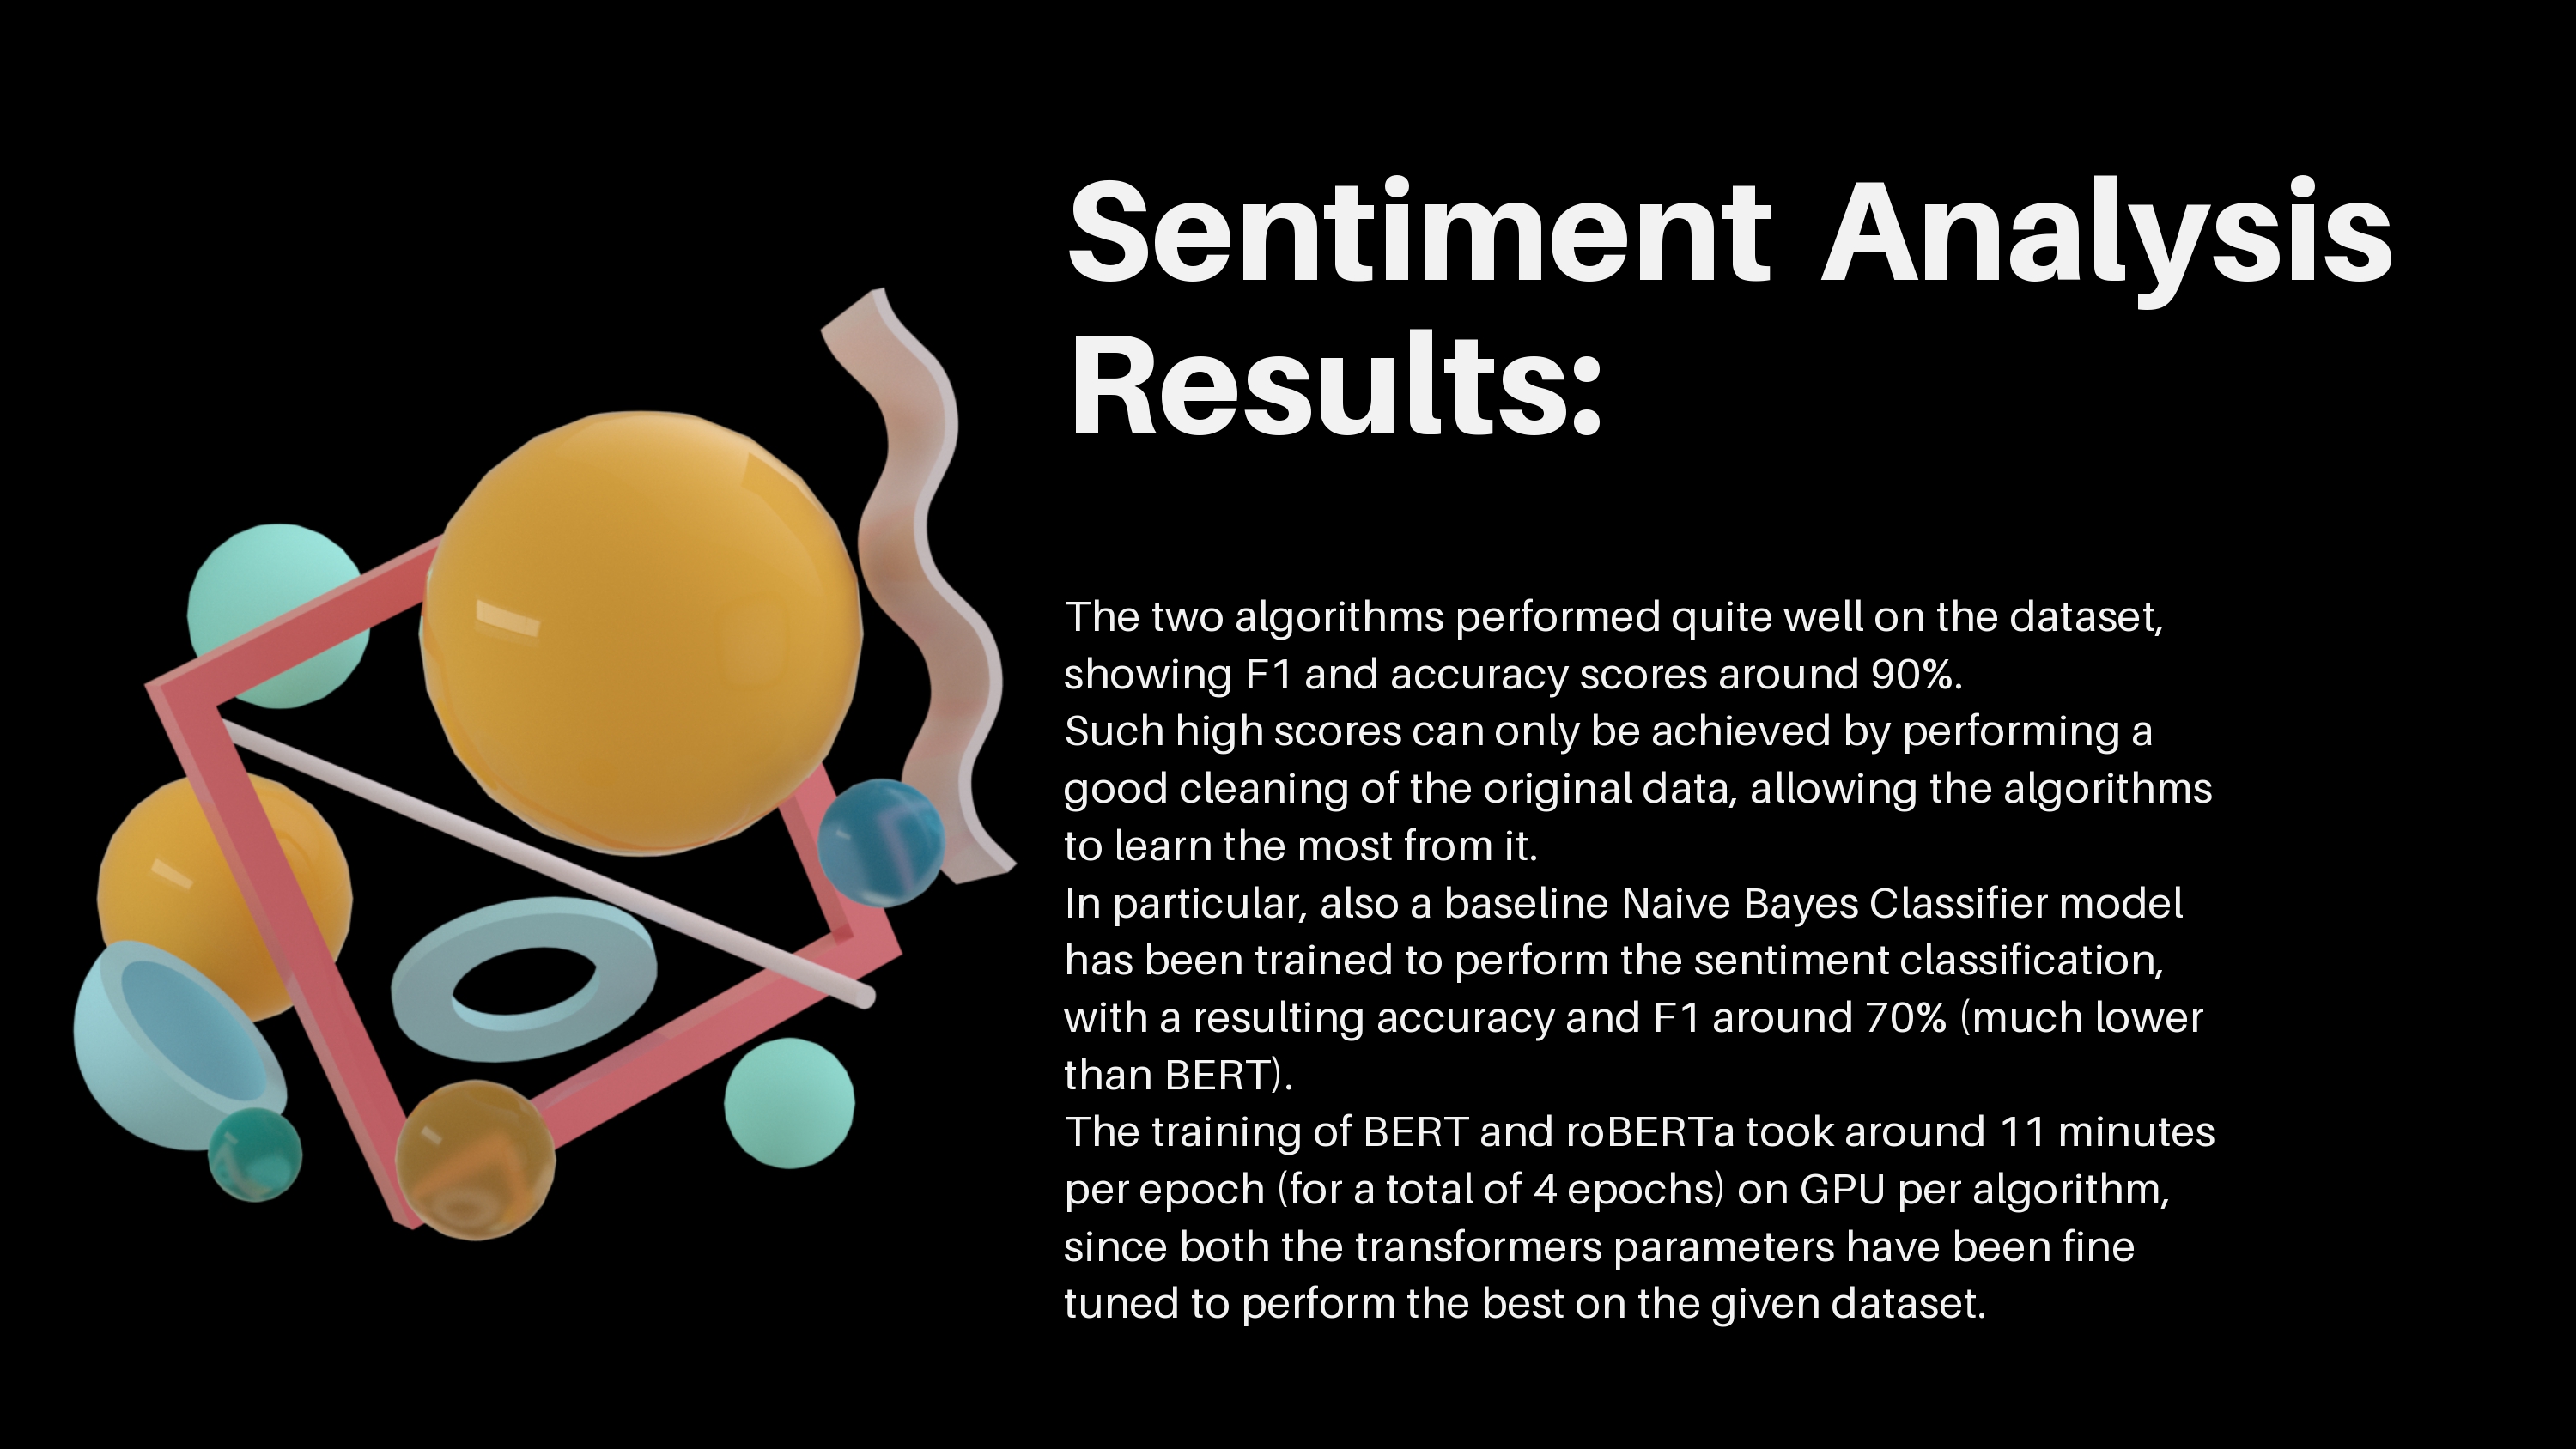 Sentiment Analysis
Results:
The two algorithms performed quite well on the dataset,
showing F1 and accuracy scores around 90%.
Such high scores can only be achieved by performing a
good cleaning of the original data, allowing the algorithms
to learn the most from it.
In particular, also a baseline Naive Bayes Classifier model
has been trained to perform the sentiment classification,
with a resulting accuracy and F1 around 70% (much lower
than BERT).
The training of BERT and roBERTa took around 11 minutes
per epoch (for a total of 4 epochs) on GPU per algorithm,
since both the transformers parameters have been fine
tuned to perform the best on the given dataset.